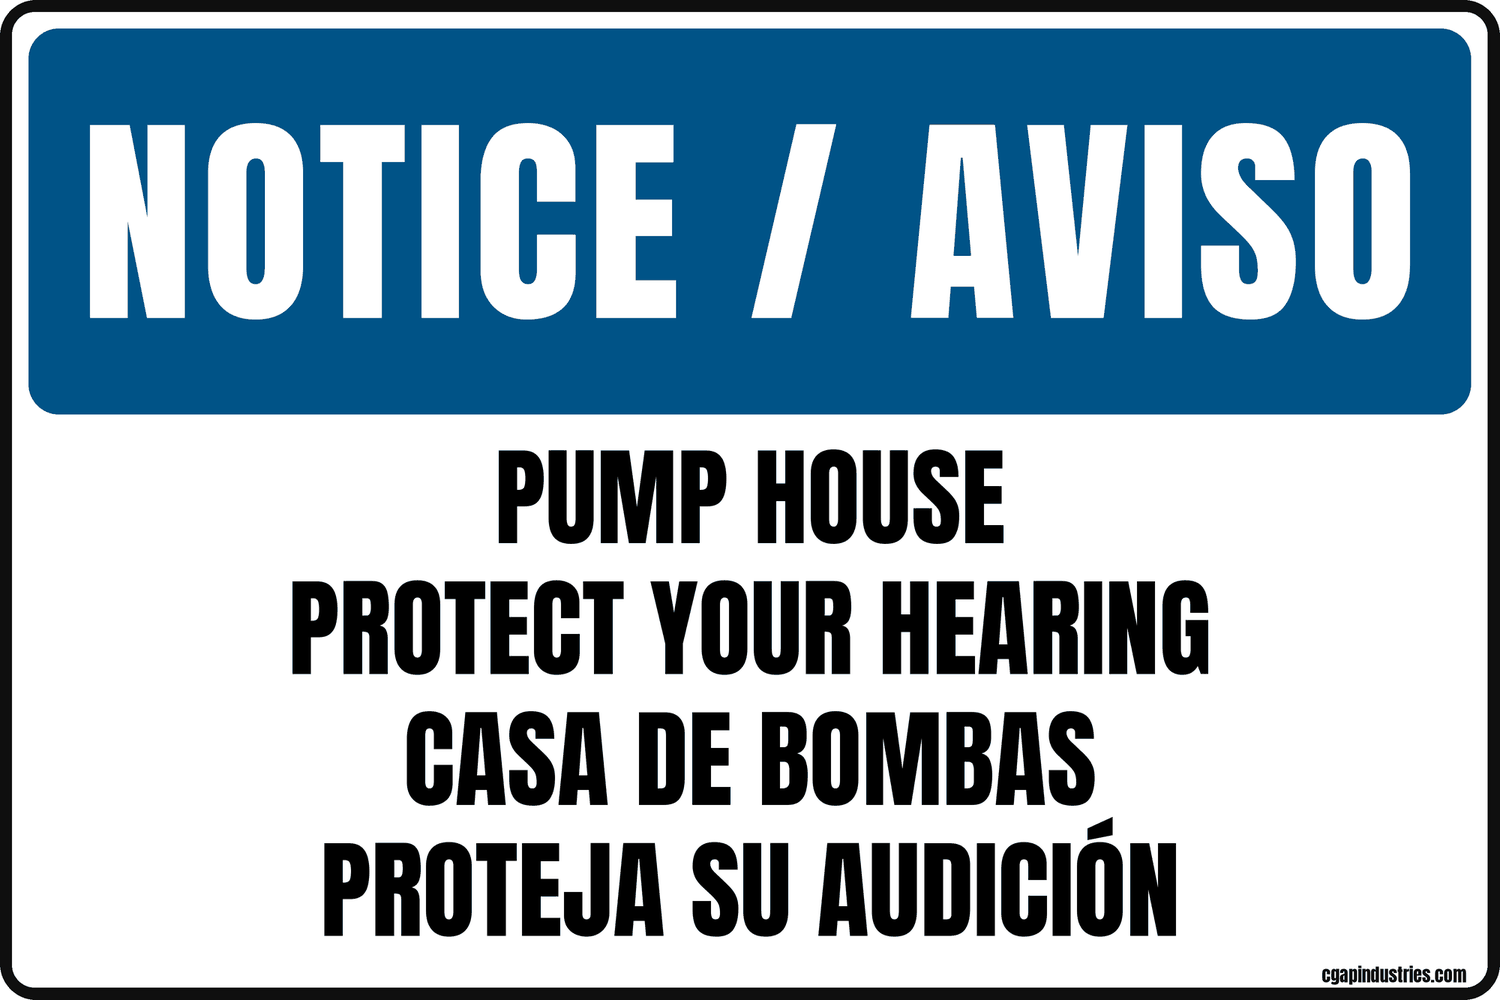 NOTICE / AVISO
PUMP HOUSE
PROTECT YOUR HEARING
CASA DE BOMBAS
PROTEJA SU AUDICIÓN
cgapindustries.com